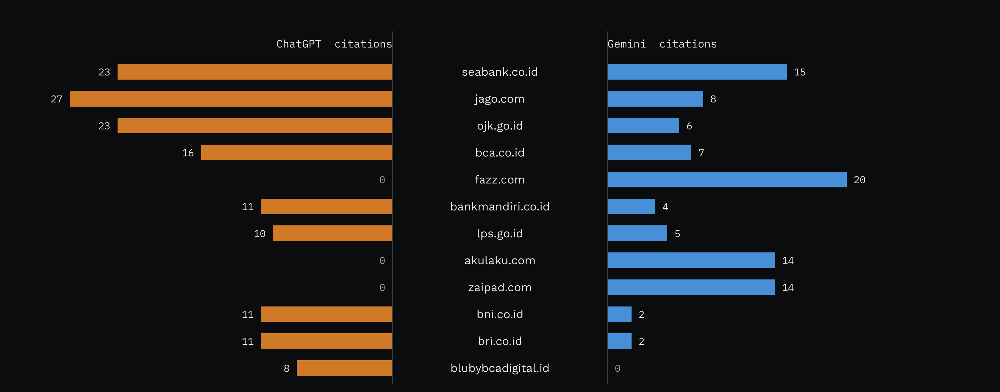 ChatGPT citations Gemini citations
23 seabank.co.id 15
27 jago.com 8
23 ojk.go.id 6
16 bca.co.id 7
0 fazz.com 20
11 bankmandiri.co.id 4
10 lps.go.id 5
0 akulaku.com 14
0 zaipad.com 14
11 bni.co.id 2
11 bri.co.id 2
8 blubybcadigital.id 0